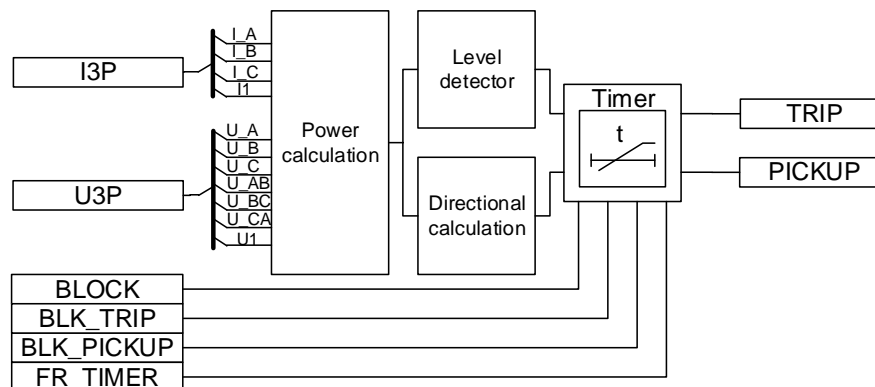 I3P
I_A
I_B
I_C
I1
U3P
U_A
U_B
U_C
U_AB
U_BC
U_CA
U1
Power
calculation
Level
detector
Directional
calculation
Timer
t
TRIP
PICKUP
BLOCK
BLK_TRIP
BLK_PICKUP
FR_TIMER